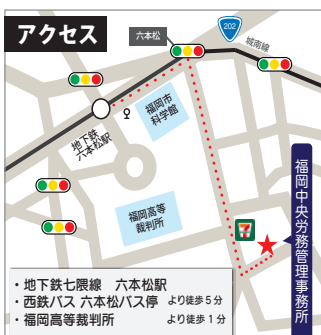 アクセス
六本松
202
城南線
福岡市
科学館
地下鉄
六本松駅
福岡高等
裁判所
福岡中央労務管理事務所
・地下鉄七隈線 六本松駅
・西鉄バス 六本松バス停 より徒歩5分
・福岡高等裁判所 より徒歩1分